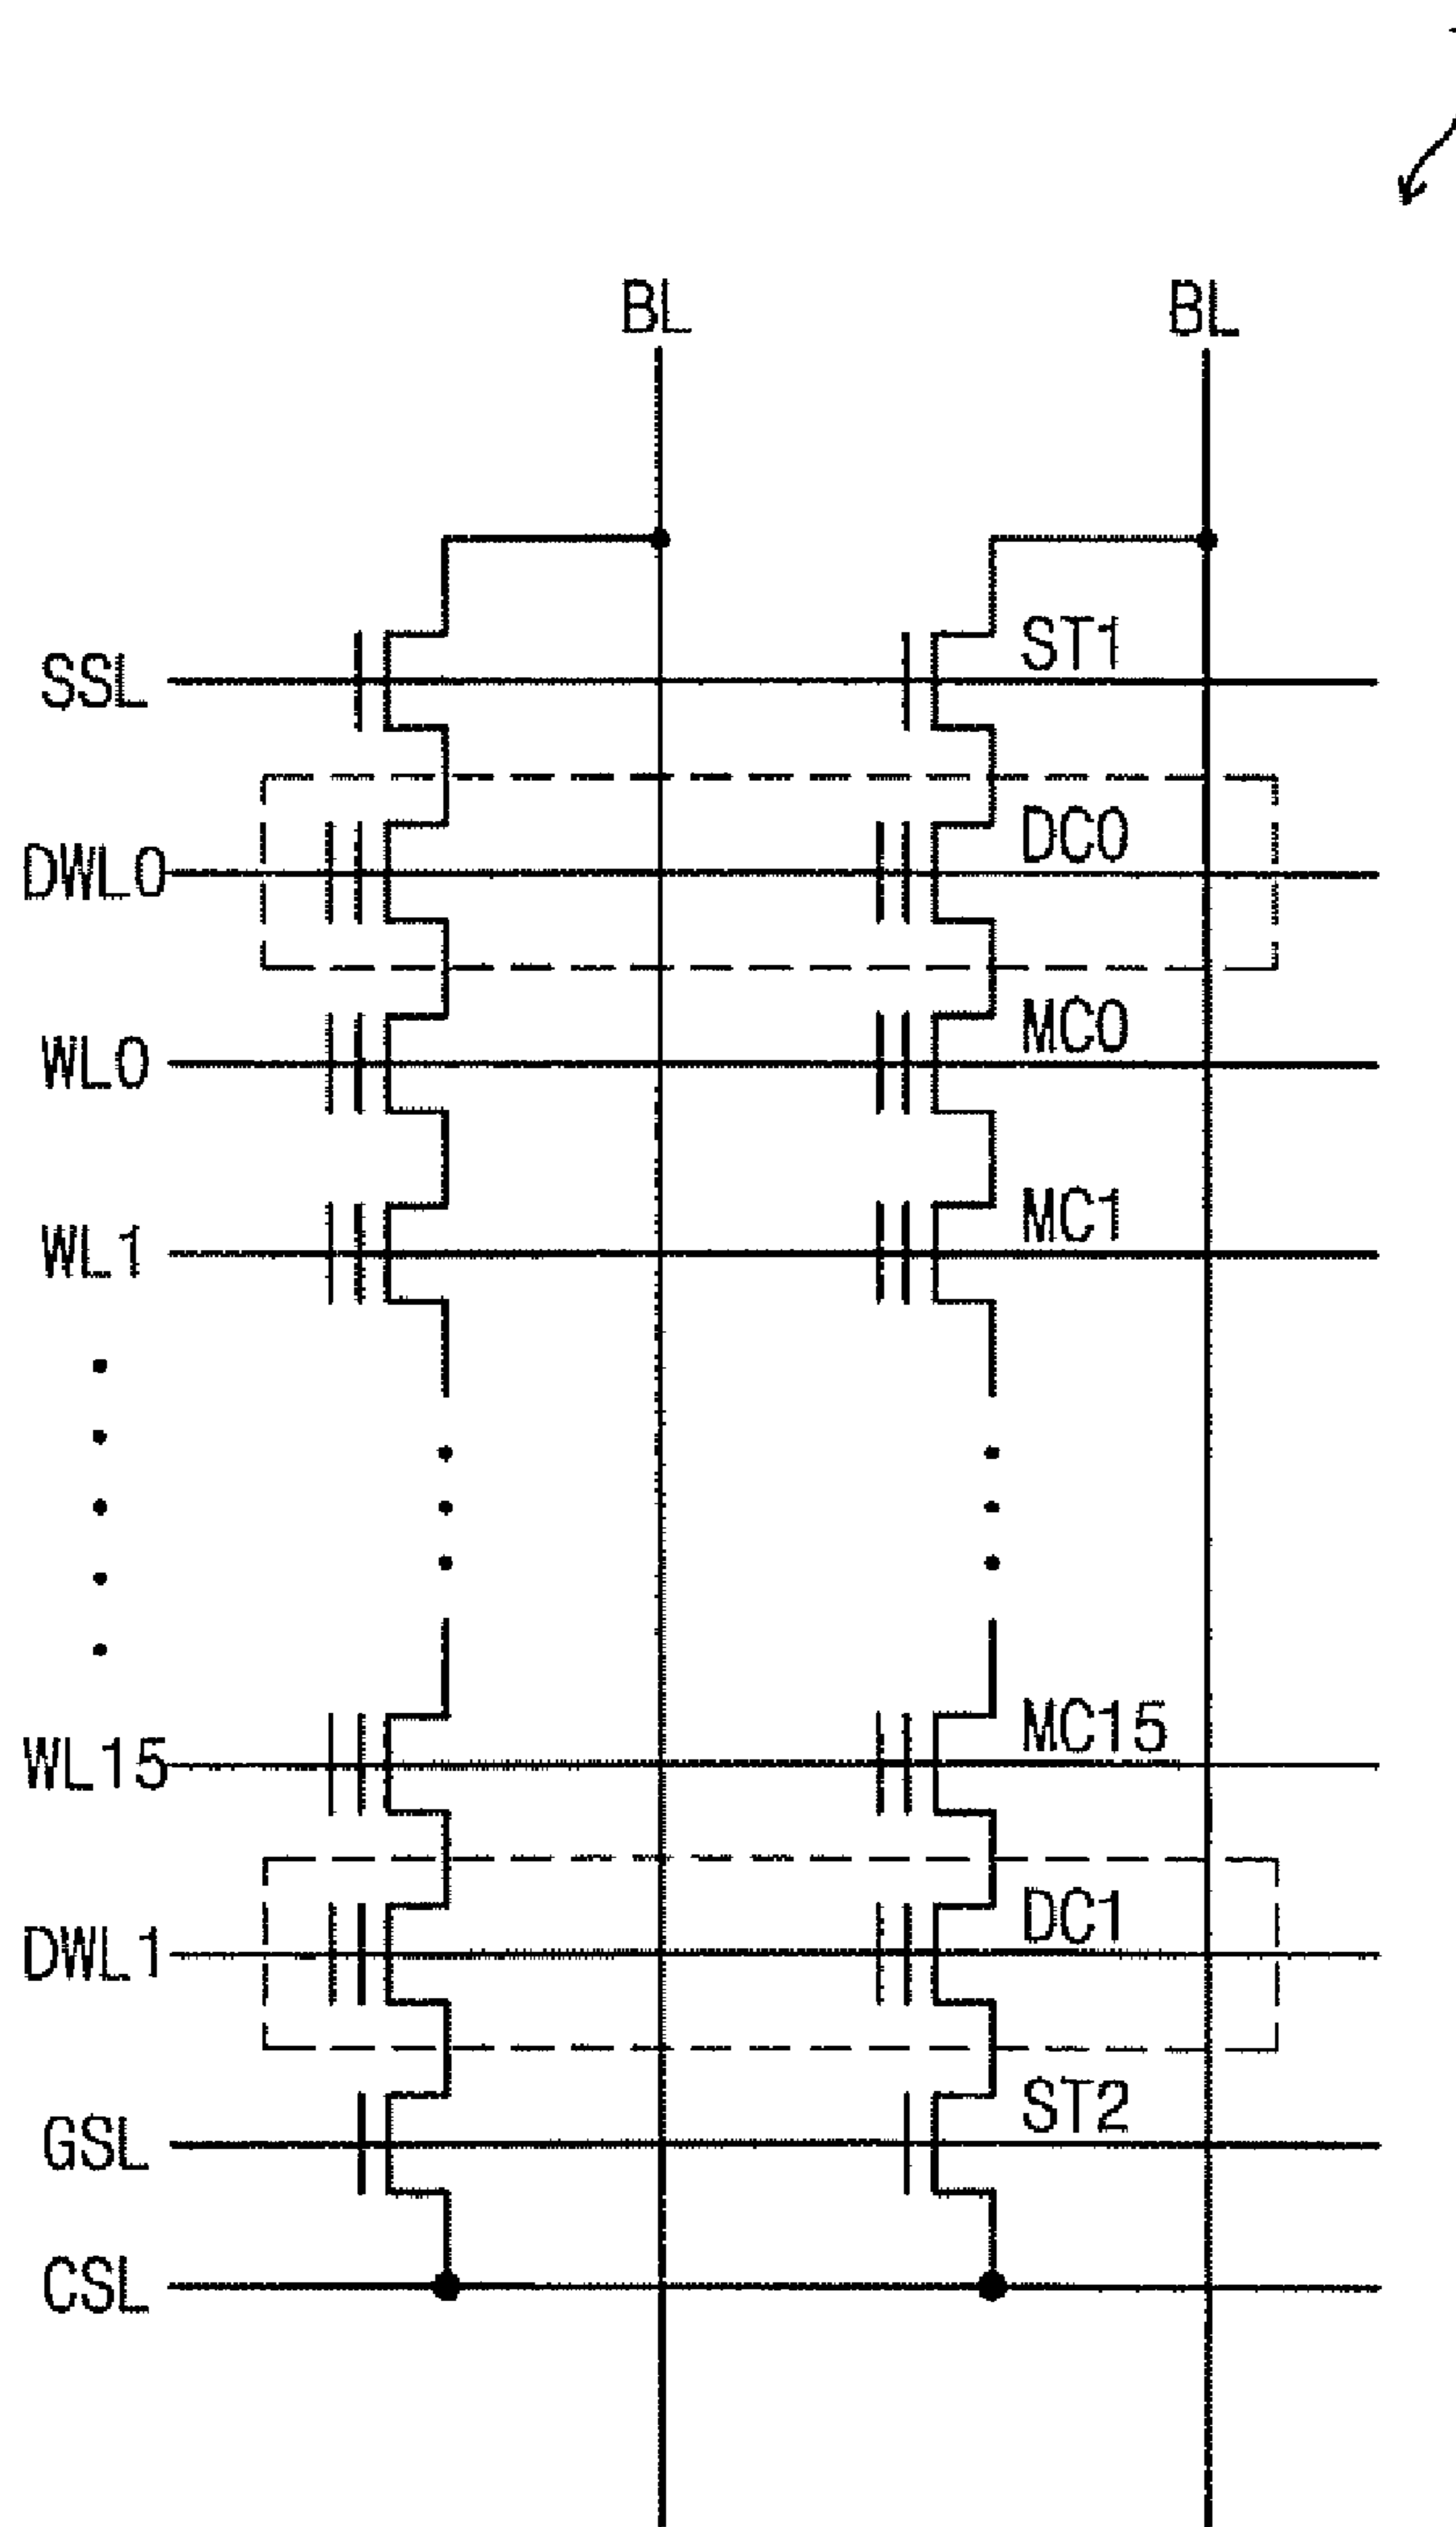 BL BL
SSL ST1
DWL0 DC0
WL0 MC0
WL1 MC1
WL15 MC15
DWL1 DC1
GSL ST2
CSL